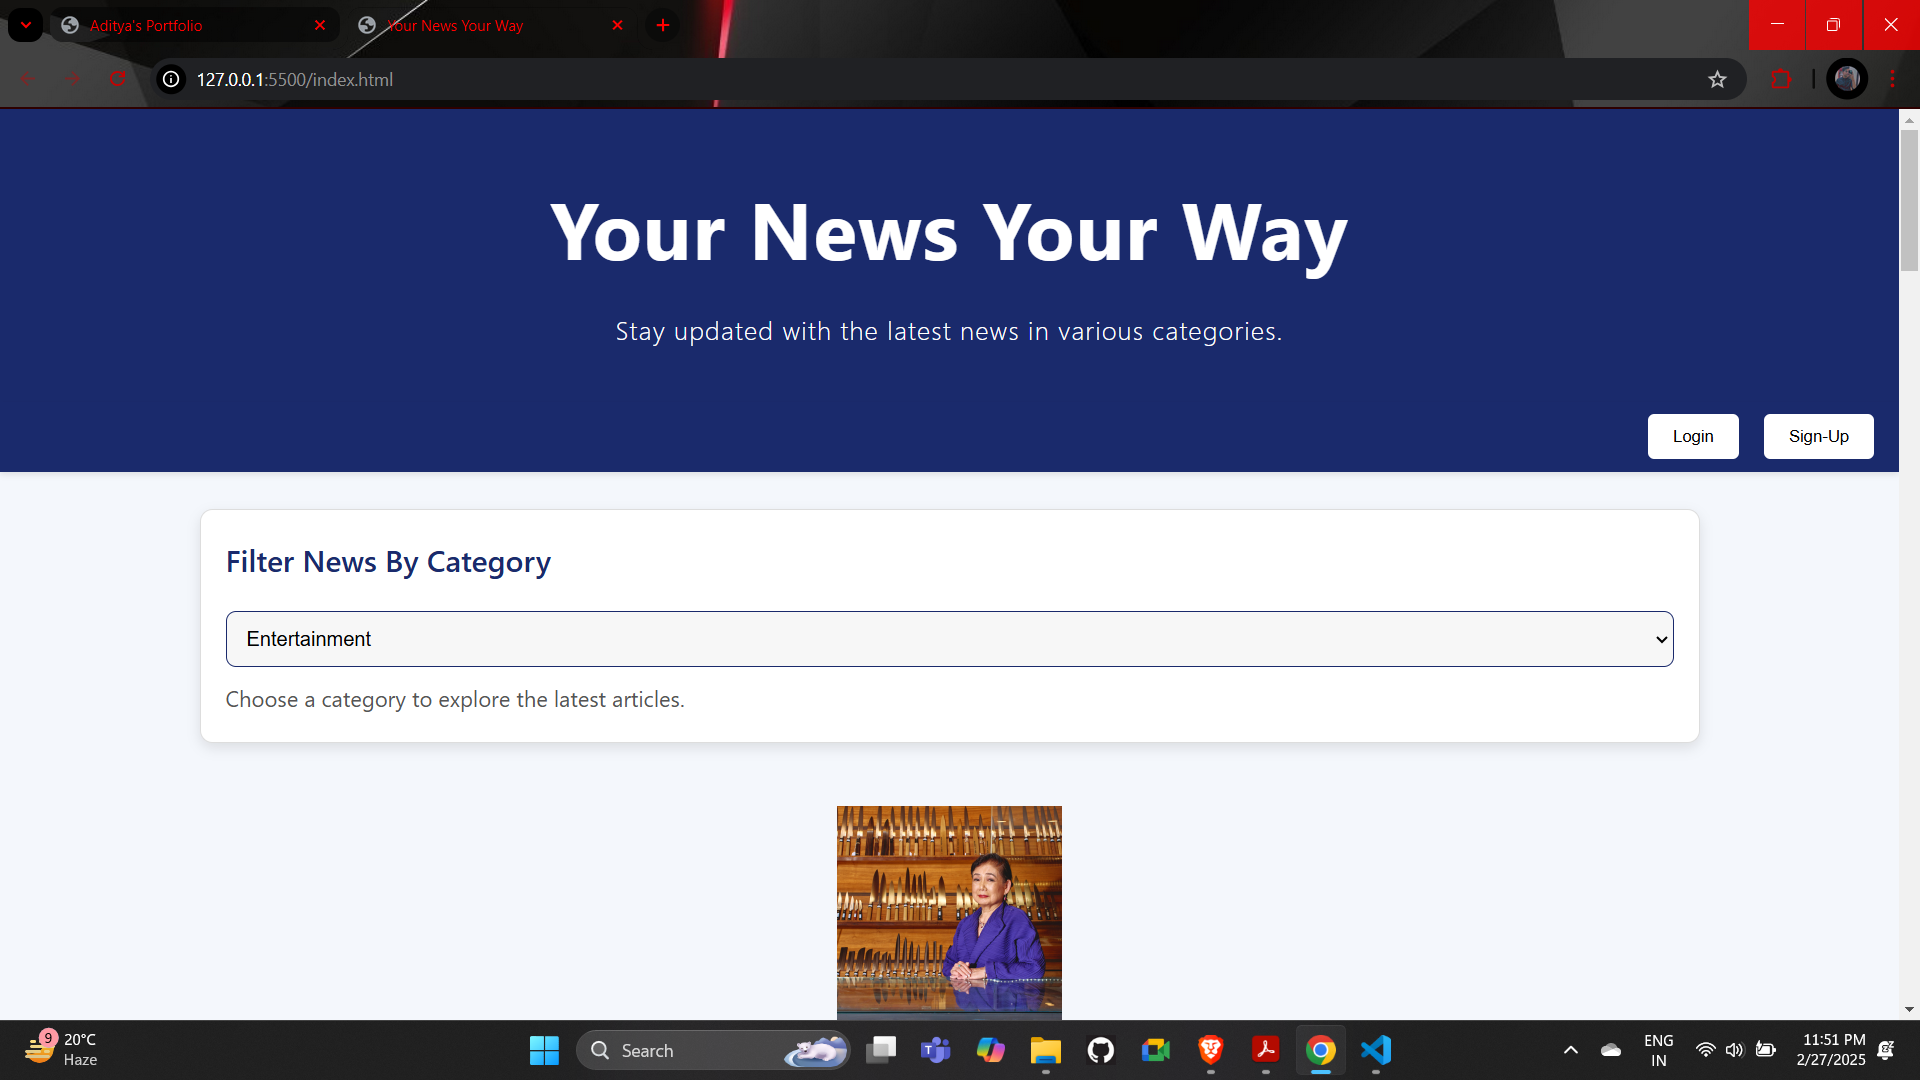 Aditya's Portfolio
Your News Your Way
127.0.0.1:5500/index.html
Your News Your Way
Stay updated with the latest news in various categories.
Login
Sign-Up
Filter News By Category
Entertainment
Choose a category to explore the latest articles.
9
20°C
Haze
Search
ENG
IN
11:51 PM
2/27/2025